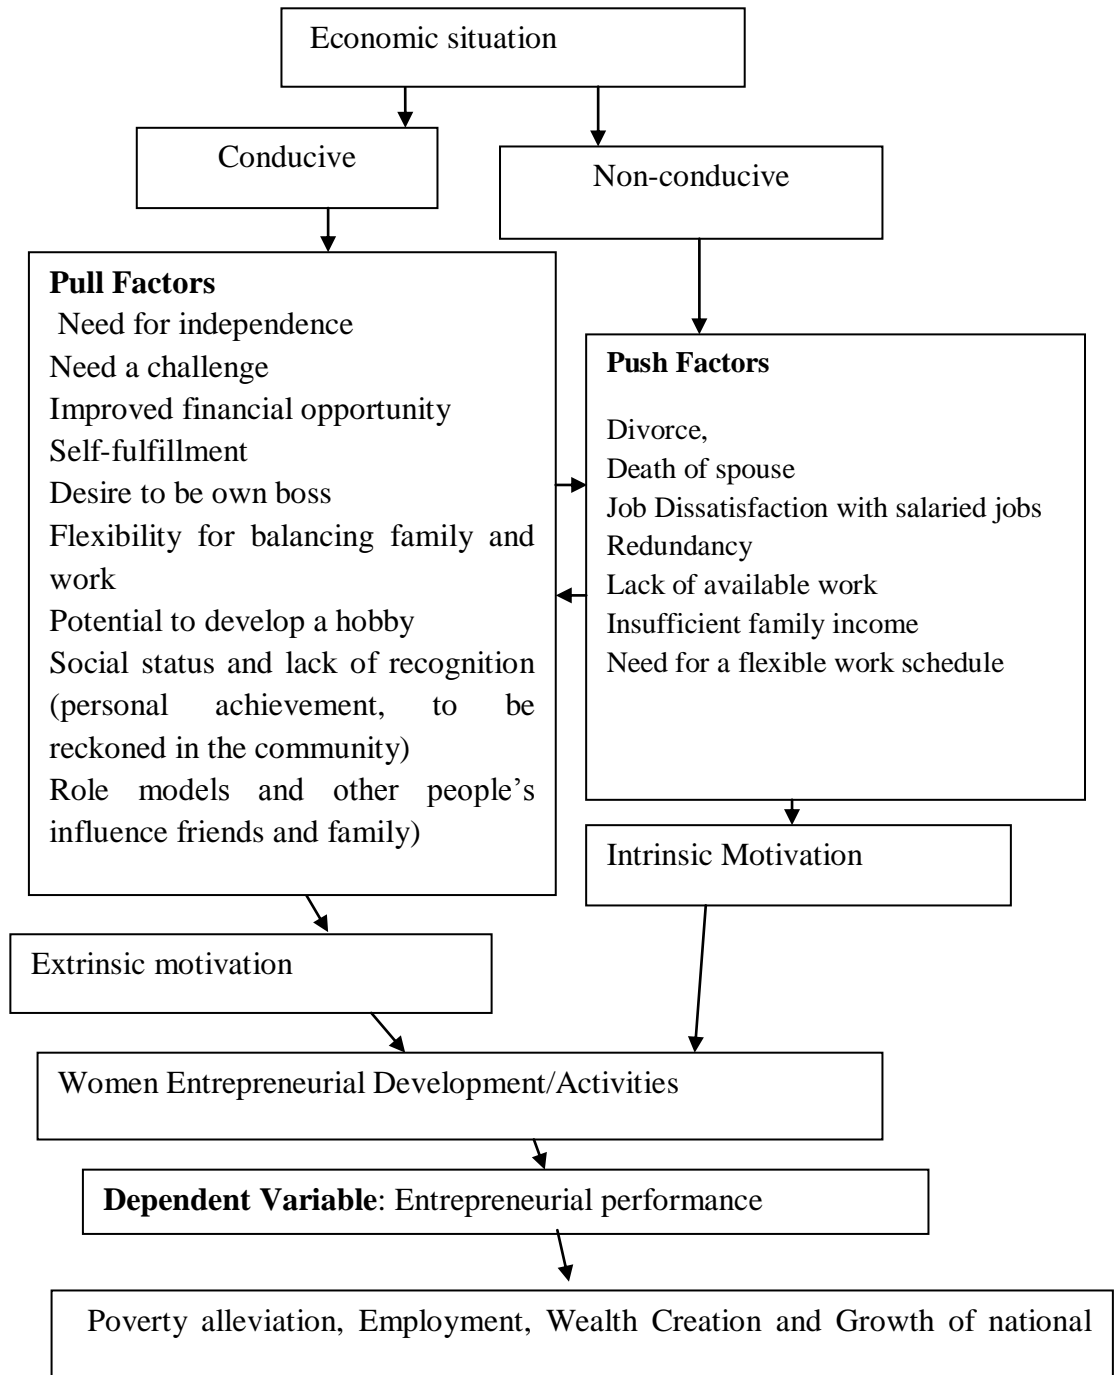 Economic situation
Conducive
Non-conducive
Pull Factors
Need for independence
Need a challenge
Improved financial opportunity
Self-fulfillment
Desire to be own boss
Flexibility for balancing family and
work
Potential to develop a hobby
Social status and lack of recognition
(personal achievement, to be
reckoned in the community)
Role models and other people's
influence friends and family)
Push Factors
Divorce,
Death of spouse
Job Dissatisfaction with salaried jobs
Redundancy
Lack of available work
Insufficient family income
Need for a flexible work schedule
Intrinsic Motivation
Extrinsic motivation
Women Entrepreneurial Development/Activities
Dependent Variable: Entrepreneurial performance
Poverty alleviation, Employment, Wealth Creation and Growth of national